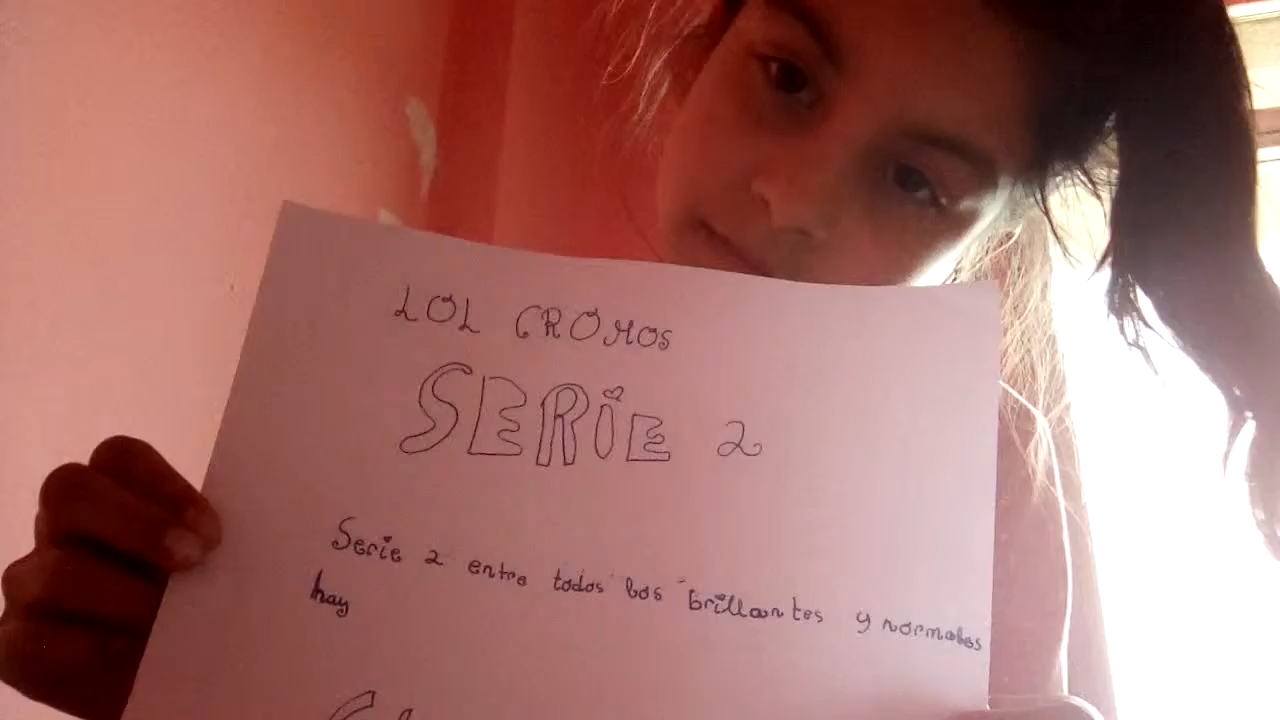 LOL CROMOS
SERiE 2
Serie 2 entre todos los brillantes y normales
hay